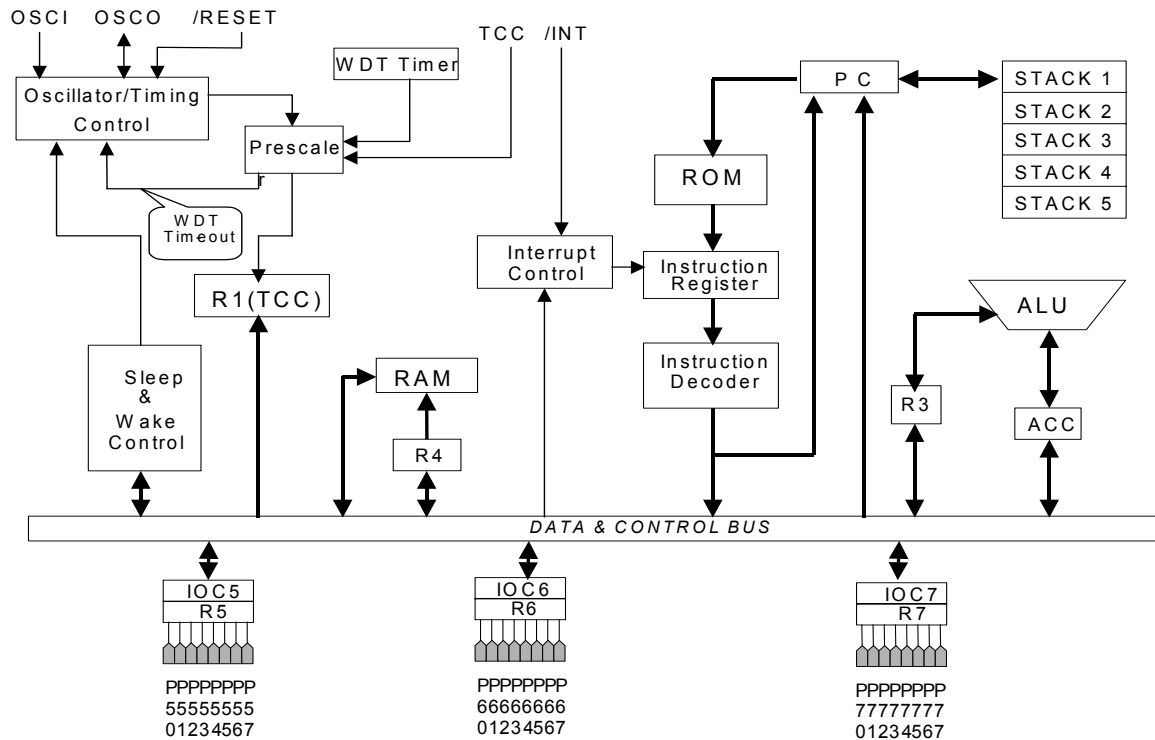 OSCI OSCO /RESET
TCC /INT
WDT Timer
PC
STACK 1
STACK 2
STACK 3
STACK 4
STACK 5
Oscillator/Timing
Control
Prescale
r
ROM
WDT
Timeout
Interrupt
Control
Instruction
Register
R1(TCC)
ALU
Sleep
&
Wake
Control
RAM
Instruction
Decoder
R3
ACC
R4
DATA & CONTROL BUS
IOC5
R5
IOC6
R6
IOC7
R7
PPPPPPPP
55555555
01234567
PPPPPPPP
66666666
01234567
PPPPPPPP
77777777
01234567